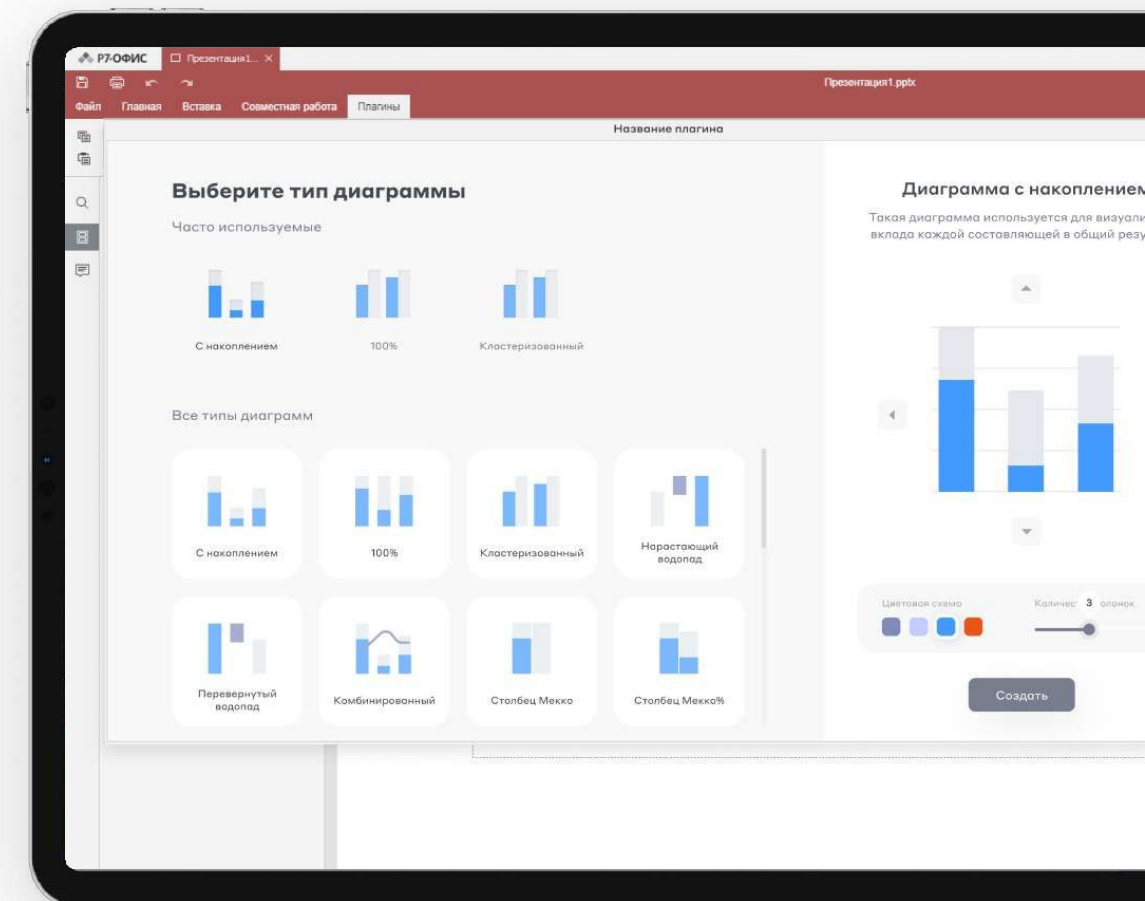 Р7-ОФИС
Презентация1...
Презентация1.pptx
Файл Главная Вставка Совместная работа Плагины
Название плагина
Выберите тип диаграммы
Часто используемые
С накоплением
100%
Кластеризованный
Все типы диаграмм
С накоплением
100%
Кластеризованный
Нарастающий
водопад
Перевернутый
водопад
Комбинированный
Столбец Мекко
Столбец Мекко%
Диаграмма с накоплением
Такая диаграмма используется для визуали
вклада каждой составляющей в общий резу
Цветовая схема
Количес 3 олонок
Создать